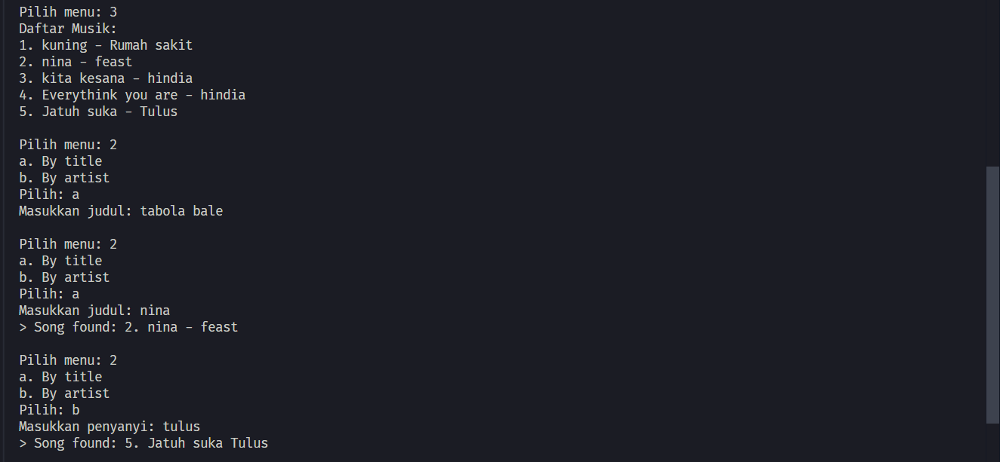 Pilih menu: 3
Daftar Musik:
1. kuning - Rumah sakit
2. nina - feast
3. kita kesana - hindia
4. Everythink you are - hindia
5. Jatuh suka - Tulus
Pilih menu: 2
a. By title
b. By artist
Pilih: a
Masukkan judul: tabola bale
Pilih menu: 2
a. By title
b. By artist
Pilih: a
Masukkan judul: nina
> Song found: 2. nina - feast
Pilih menu: 2
a. By title
b. By artist
Pilih: b
Masukkan penyanyi: tulus
> Song found: 5. Jatuh suka Tulus